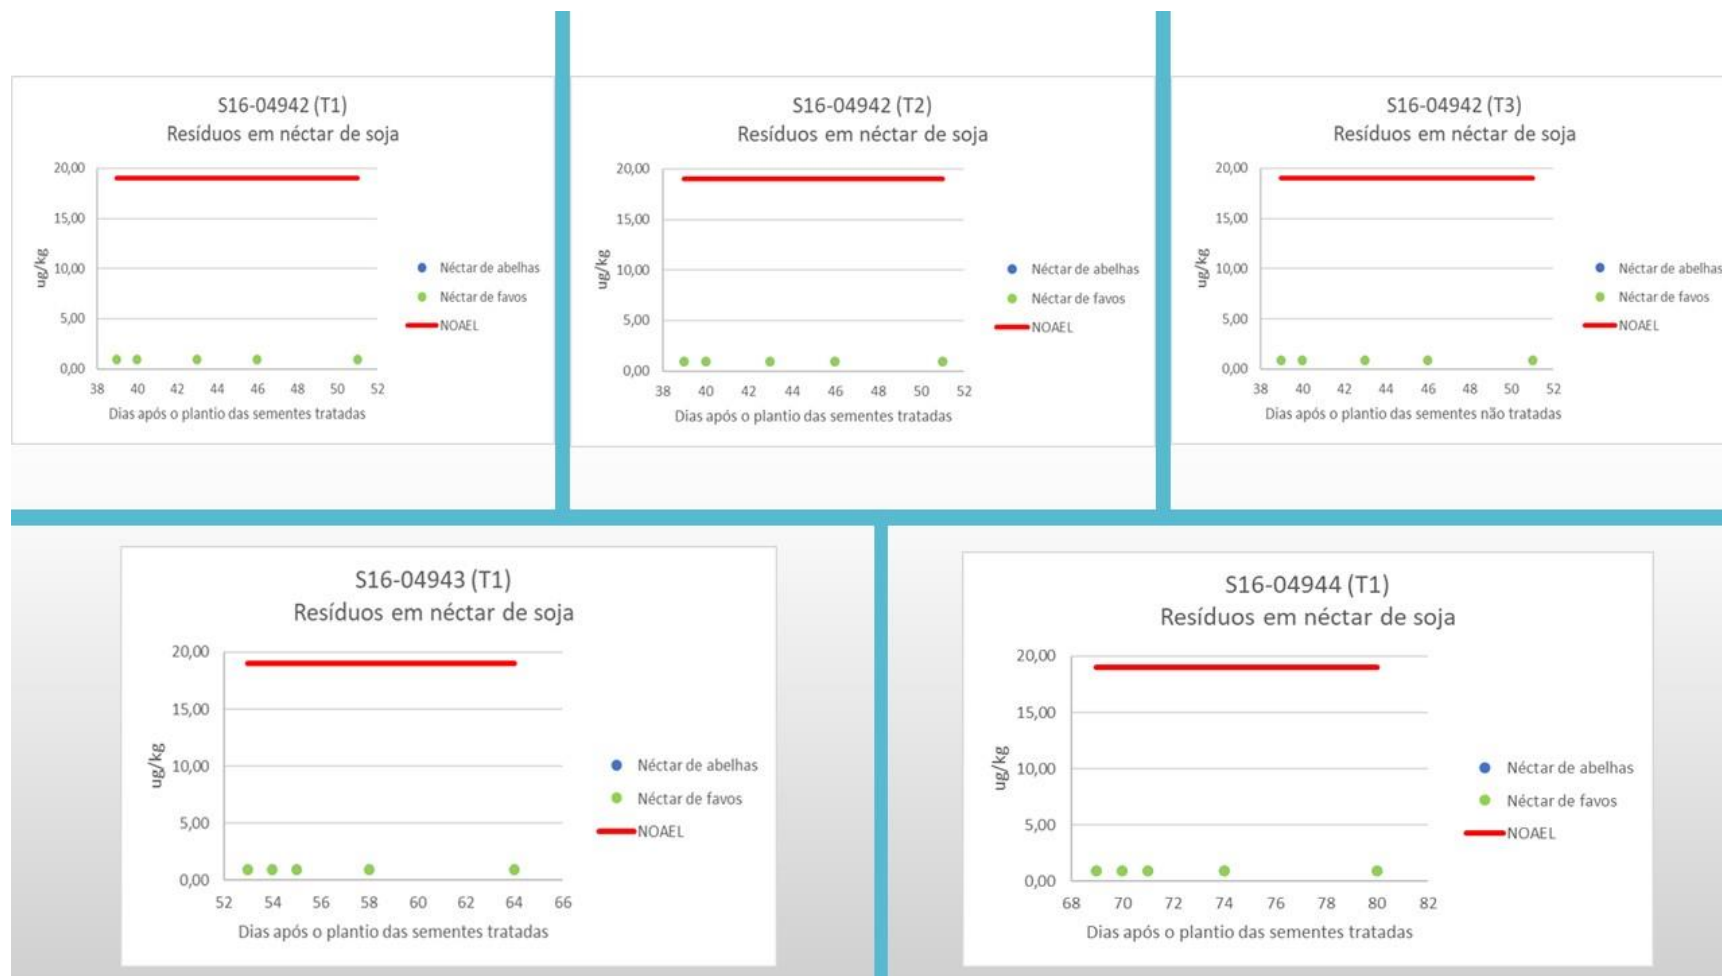 S16-04942 (T1)
Resíduos em néctar de soja
20,00
15,00
10,00
5,00
0,00
ug/kg
38 40 42 44 46 48 50 52
Dias após o plantio das sementes tratadas
Néctar de abelhas
Néctar de favos
NOAEL
S16-04942 (T2)
Resíduos em néctar de soja
20,00
15,00
10,00
5,00
0,00
ug/kg
38 40 42 44 46 48 50 52
Dias após o plantio das sementes tratadas
Néctar de abelhas
Néctar de favos
NOAEL
S16-04942 (T3)
Resíduos em néctar de soja
20,00
15,00
10,00
5,00
0,00
ug/kg
38 40 42 44 46 48 50 52
Dias após o plantio das sementes não tratadas
Néctar de abelhas
Néctar de favos
NOAEL
S16-04943 (T1)
Resíduos em néctar de soja
20,00
15,00
10,00
5,00
0,00
ug/kg
52 54 56 58 60 62 64 66
Dias após o plantio das sementes tratadas
Néctar de abelhas
Néctar de favos
NOAEL
S16-04944 (T1)
Resíduos em néctar de soja
20,00
15,00
10,00
5,00
0,00
ug/kg
68 70 72 74 76 78 80 82
Dias após o plantio das sementes tratadas
Néctar de abelhas
Néctar de favos
NOAEL